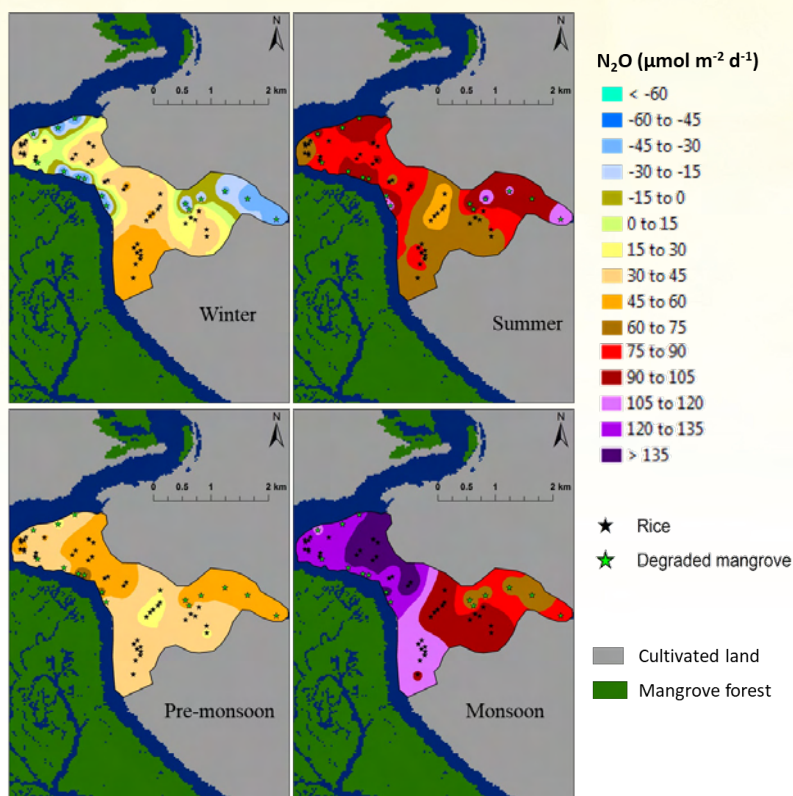 N
0 0.5 1 2 km
Winter
N
0 0.5 1 2 km
Summer
N
0 0.5 1 2 km
Pre-monsoon
N
0 0.5 1 2 km
Monsoon
N₂O (µmol m⁻² d⁻¹)
< -60
-60 to -45
-45 to -30
-30 to -15
-15 to 0
0 to 15
15 to 30
30 to 45
45 to 60
60 to 75
75 to 90
90 to 105
105 to 120
120 to 135
> 135
Rice
Degraded mangrove
Cultivated land
Mangrove forest